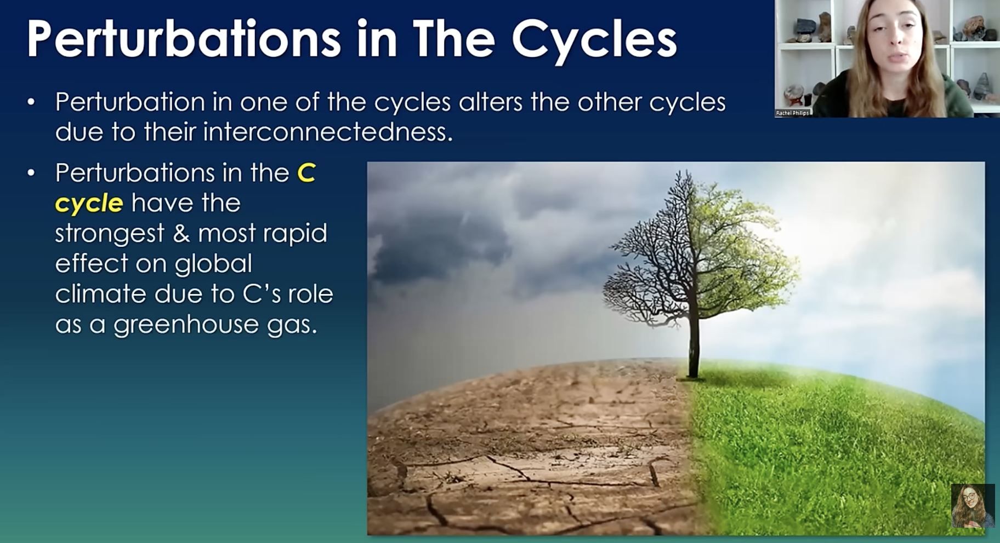 Perturbations in The Cycles
• Perturbation in one of the cycles alters the other cycles
due to their interconnectedness.
• Perturbations in the C
cycle have the
strongest & most rapid
effect on global
climate due to C's role
as a greenhouse gas.
Rachel Phillips